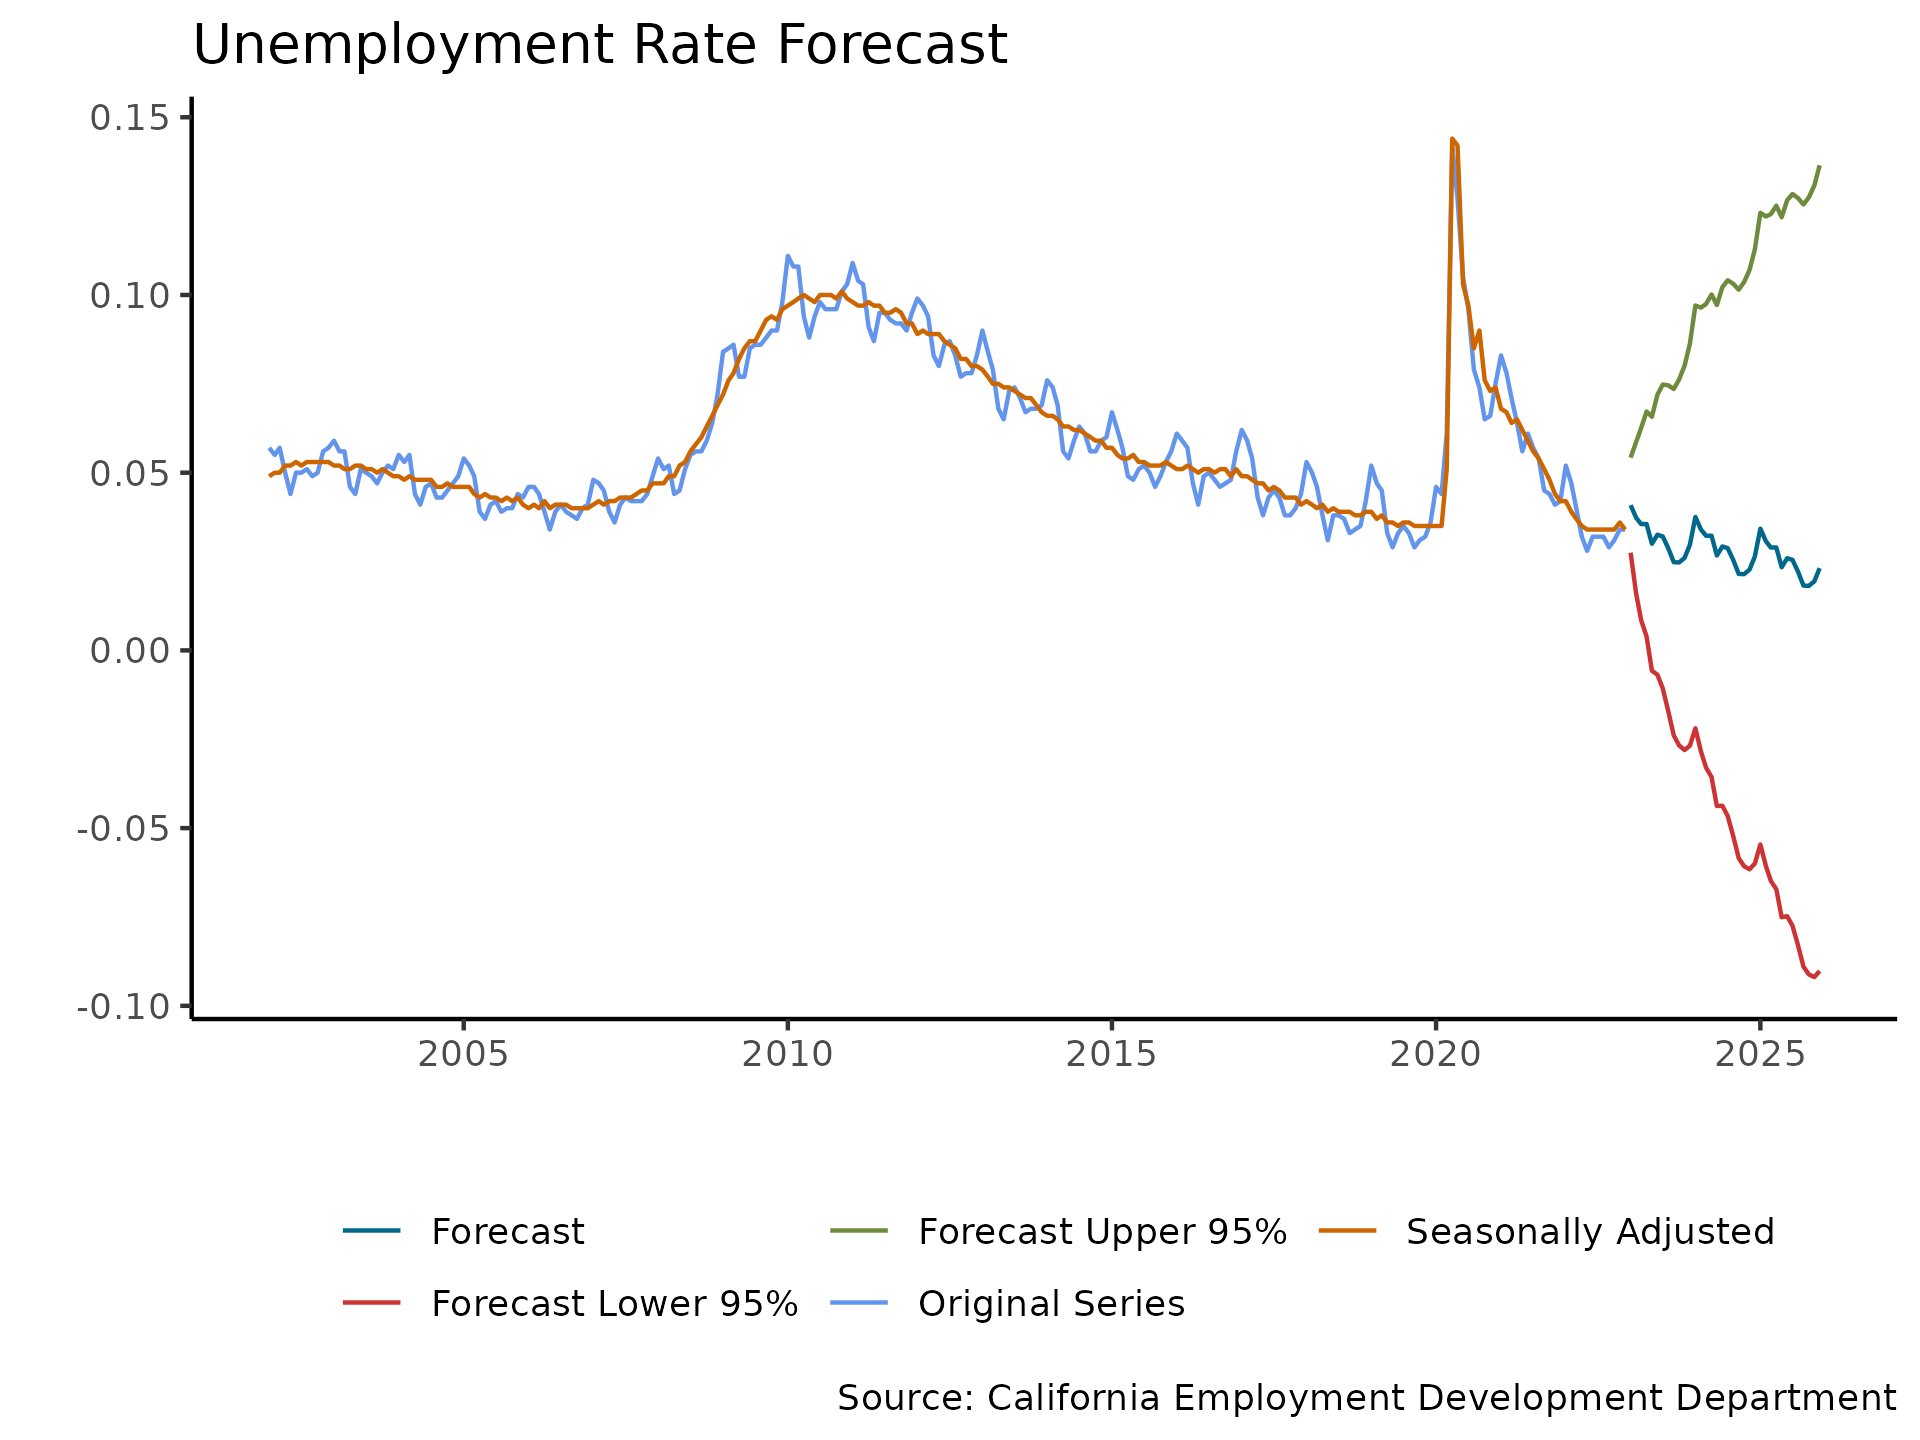 Unemployment Rate Forecast
0.15
0.10
0.05
0.00
-0.05
-0.10
2005 2010 2015 2020 2025
Forecast Forecast Upper 95% Seasonally Adjusted
Forecast Lower 95% Original Series
Source: California Employment Development Department